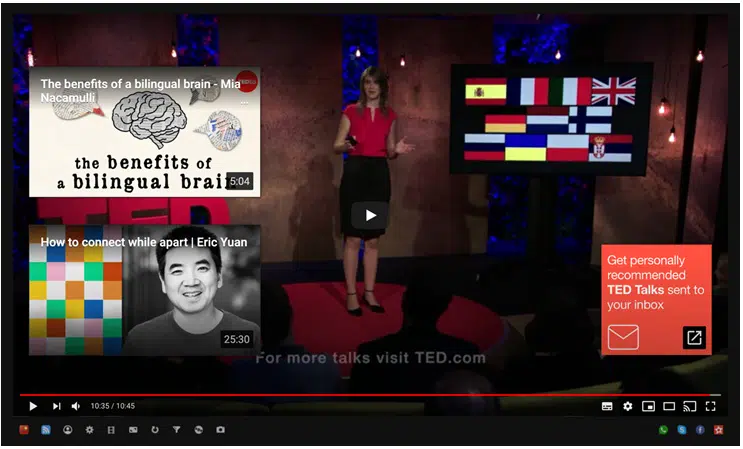 The benefits of a bilingual brain - Mia
Nacamulli
the benefits of
a bilingual brain
5:04
TED
How to connect while apart | Eric Yuan
25:30
Get personally
recommended
TED Talks sent to
your inbox
For more talks visit TED.com
10:35 / 10:45